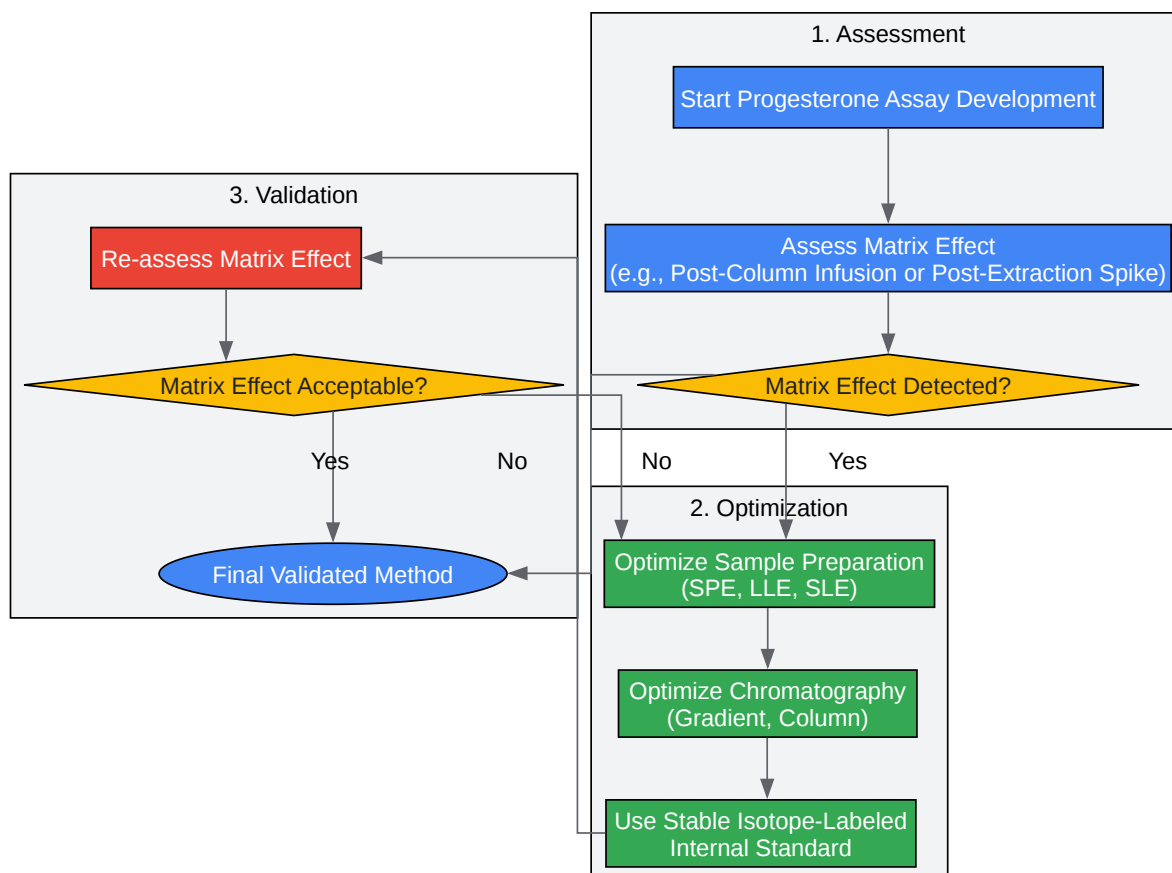 1. Assessment
Start Progesterone Assay Development
Assess Matrix Effect
(e.g., Post-Column Infusion or Post-Extraction Spike)
Matrix Effect Detected?
3. Validation
Re-assess Matrix Effect
Matrix Effect Acceptable?
Yes
No
No
Yes
Final Validated Method
2. Optimization
Optimize Sample Preparation
(SPE, LLE, SLE)
Optimize Chromatography
(Gradient, Column)
Use Stable Isotope-Labeled
Internal Standard